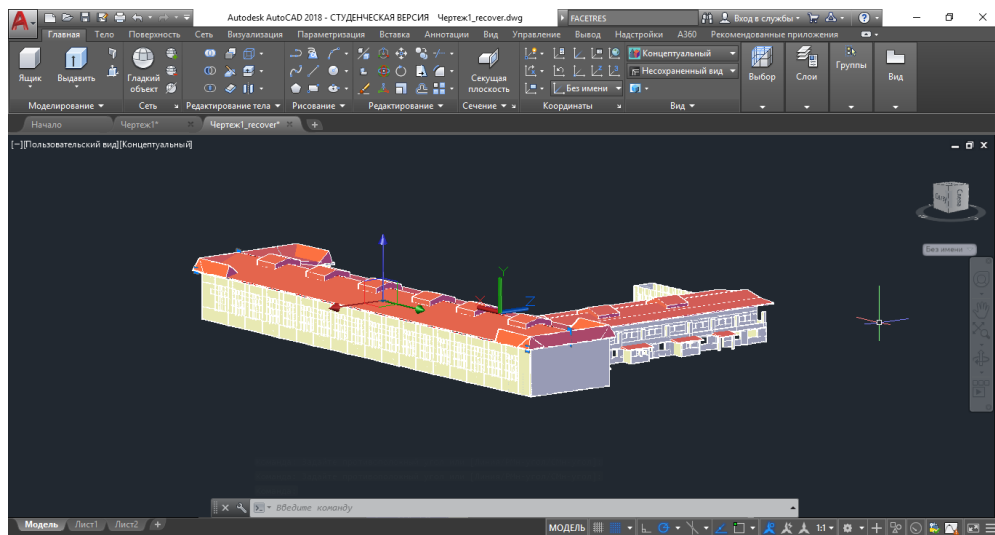 Autodesk AutoCAD 2018 - СТУДЕНЧЕСКАЯ ВЕРСИЯ Чертеж1_recover.dwg FACETRES Вход в службы
Главная Тело Поверхность Сеть Визуализация Параметризация Вставка Аннотации Вид Управление Вывод Надстройки A360 Рекомендованные приложения
Концептуальный
Несохраненный вид
Без имени
Ящик Выдавить Гладкий объект Секущая плоскость Выбор Слои Группы Вид
Моделирование Сеть Редактирование тела Рисование Редактирование Сечение Координаты Вид
Начало Чертеж1* Чертеж1_recover*
[−][Пользовательский вид][Концептуальный]
Слева
Без имени
Y
X Z
Введите команду
Модель Лист1 Лист2 + МОДЕЛЬ 1:1